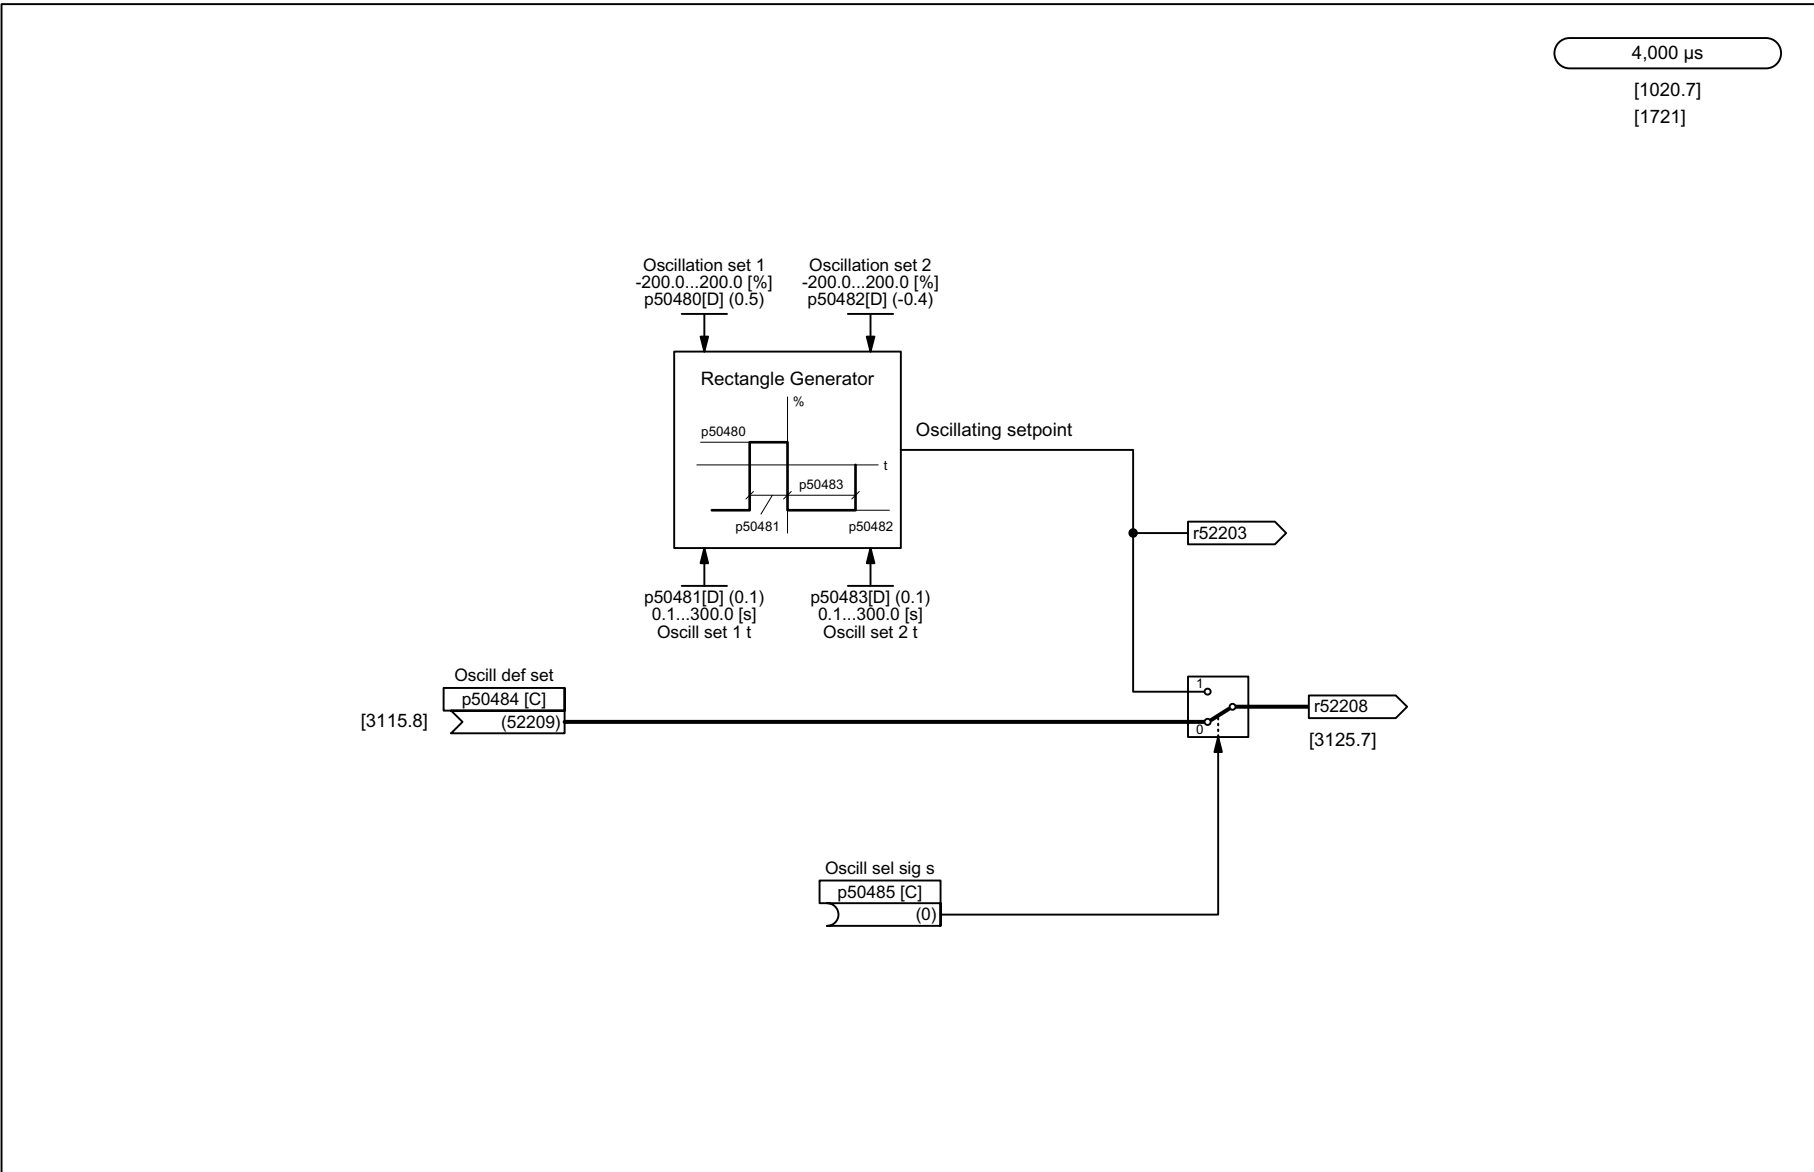 4,000 µs
[1020.7]
[1721]
Oscillation set 1
-200.0...200.0 [%]
p50480[D] (0.5)
Oscillation set 2
-200.0...200.0 [%]
p50482[D] (-0.4)
Rectangle Generator
%
p50480
t
p50483
p50481
p50482
Oscillating setpoint
r52203
p50481[D] (0.1)
0.1...300.0 [s]
Oscill set 1 t
p50483[D] (0.1)
0.1...300.0 [s]
Oscill set 2 t
Oscill def set
p50484 [C]
[3115.8]
(52209)
1
0
r52208
[3125.7]
Oscill sel sig s
p50485 [C]
(0)